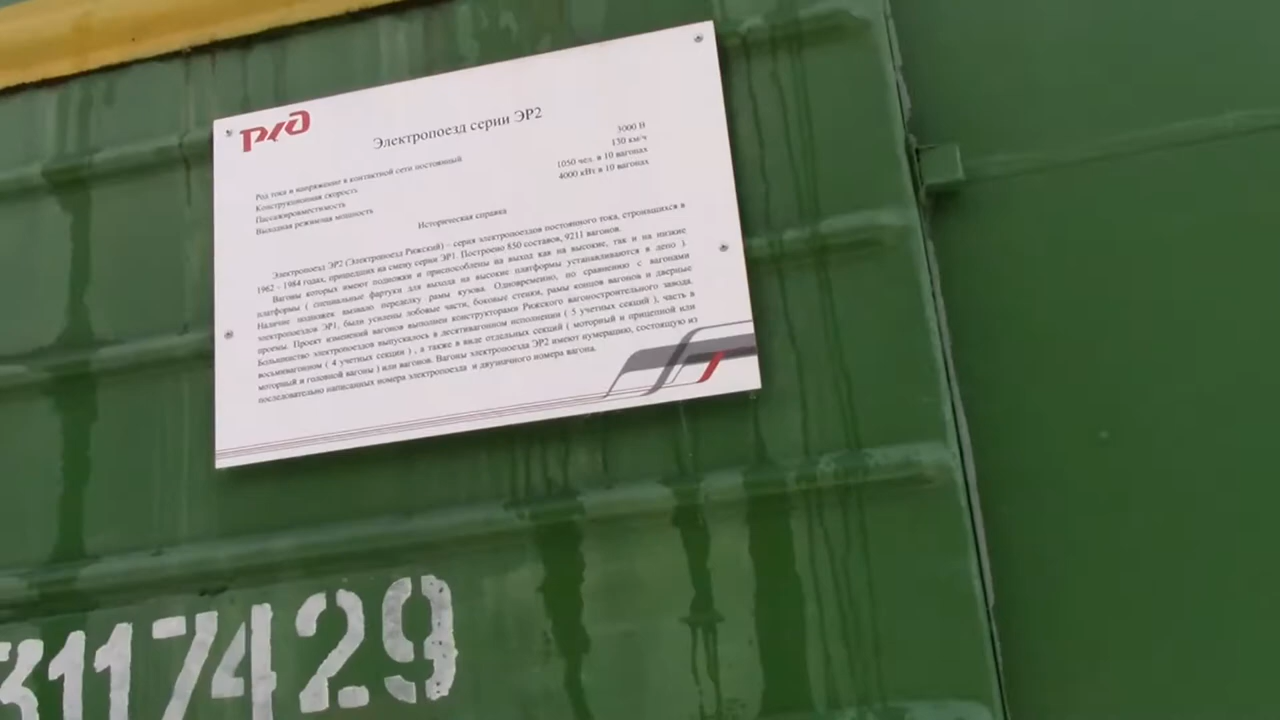 РЖД
Электропоезд серии ЭР2
Род тока и напряжение в контактной сети постоянный 3000 В
Конструкционная скорость 130 км/ч
Пассажировместимость 1050 чел. в 10 вагонах
Выходная режимная мощность 4000 кВт в 10 вагонах
Историческая справка
Электропоезд ЭР2 (Электропоезд Рижский) – серия электропоездов постоянного тока, строившихся в
1962 - 1984 годах, пришедших на смену серии ЭР1. Построено 850 составов, 9211 вагонов.
Вагоны которых имеют подножки и приспособлены на выход как на высокие, так и на низкие
платформы ( специальные фартуки для выхода на высокие платформы устанавливаются в депо ).
Наличие подножек вызвало переделку рамы кузова. Одновременно, по сравнению с вагонами
электропоездов ЭР1, были усилены лобовые части, боковые стенки, рамы концов вагонов и дверные
проемы. Проект изменений вагонов выполнен конструкторами Рижского вагоностроительного завода.
Большинство электропоездов выпускалось в десятивагонном исполнении ( 5 учетных секций ), часть в
восьмивагонном ( 4 учетных секции ) , а также в виде отдельных секций ( моторный и прицепной или
моторный и головной вагоны ) или вагонов. Вагоны электропоезда ЭР2 имеют нумерацию, состоящую из
последовательно написанных номера электропоезда и двузначного номера вагона.
3117429